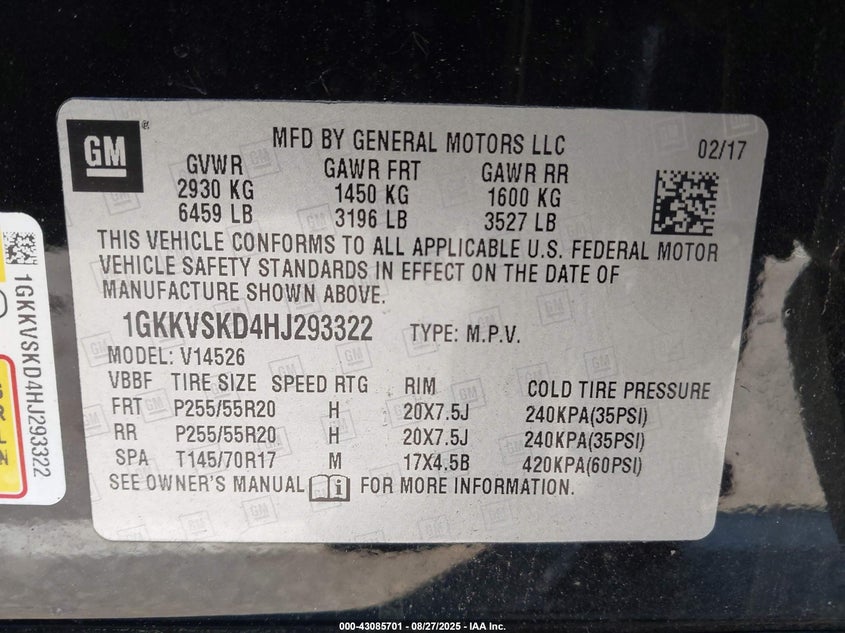 GM
MFD BY GENERAL MOTORS LLC 02/17
GVWR GAWR FRT GAWR RR
2930 KG 1450 KG 1600 KG
6459 LB 3196 LB 3527 LB
THIS VEHICLE CONFORMS TO ALL APPLICABLE U.S. FEDERAL MOTOR
VEHICLE SAFETY STANDARDS IN EFFECT ON THE DATE OF
MANUFACTURE SHOWN ABOVE.
1GKKVSKD4HJ293322 TYPE: M.P.V.
MODEL: V14526
VBBF TIRE SIZE SPEED RTG RIM COLD TIRE PRESSURE
FRT P255/55R20 H 20X7.5J 240KPA(35PSI)
RR P255/55R20 H 20X7.5J 240KPA(35PSI)
SPA T145/70R17 M 17X4.5B 420KPA(60PSI)
SEE OWNER'S MANUAL FOR MORE INFORMATION.
1GKKVSKD4HJ293322
000-43085701 - 08/27/2025 - IAA Inc.